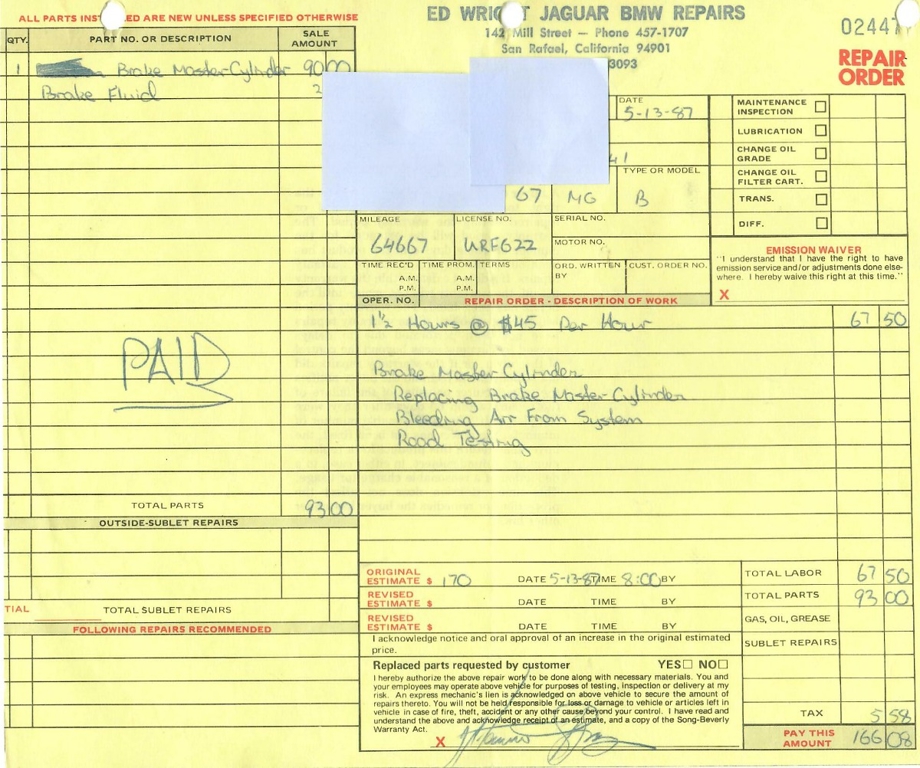 ALL PARTS INST LED ARE NEW UNLESS SPECIFIED OTHERWISE
QTY. PART NO. OR DESCRIPTION SALE AMOUNT
1 Brake Master Cylinder 90 00
Brake Fluid
PAID
TOTAL PARTS 93 00
OUTSIDE-SUBLET REPAIRS
TIAL TOTAL SUBLET REPAIRS
FOLLOWING REPAIRS RECOMMENDED
ED WRIGHT JAGUAR BMW REPAIRS
142 Mill Street — Phone 457-1707
San Rafael, California 94901
3093
02447
REPAIR ORDER
DATE 5-13-87
TYPE OR MODEL
67 MG B
MILEAGE 64667
LICENSE NO. URF622
SERIAL NO.
MOTOR NO.
TIME REC'D A.M. P.M.
TIME PROM. A.M. P.M.
TERMS
ORD. WRITTEN BY
CUST. ORDER NO.
MAINTENANCE INSPECTION
LUBRICATION
CHANGE OIL GRADE
CHANGE OIL FILTER CART.
TRANS.
DIFF.
EMISSION WAIVER
"I understand that I have the right to have
emission service and/or adjustments done else-
where. I hereby waive this right at this time."
X
OPER. NO. REPAIR ORDER - DESCRIPTION OF WORK
1½ Hours @ $45 Per Hour 67 50
Brake Master Cylinder
Replacing Brake Master Cylinder
Bleeding Air From System
Road Testing
ORIGINAL ESTIMATE $ 170 DATE 5-13-87 TIME 8:00 BY
REVISED ESTIMATE $ DATE TIME BY
REVISED ESTIMATE $ DATE TIME BY
I acknowledge notice and oral approval of an increase in the original estimated
price.
Replaced parts requested by customer YES NO
I hereby authorize the above repair work to be done along with necessary materials. You and
your employees may operate above vehicle for purposes of testing, inspection or delivery at my
risk. An express mechanic's lien is acknowledged on above vehicle to secure the amount of
repairs thereto. You will not be held responsible for loss or damage to vehicle or articles left in
vehicle in case of fire, theft, accident or any other cause beyond your control. I have read and
understand the above and acknowledge receipt of an estimate, and a copy of the Song-Beverly
Warranty Act.
X
TOTAL LABOR 67 50
TOTAL PARTS 93 00
GAS, OIL, GREASE
SUBLET REPAIRS
TAX 5 58
PAY THIS AMOUNT 166 08